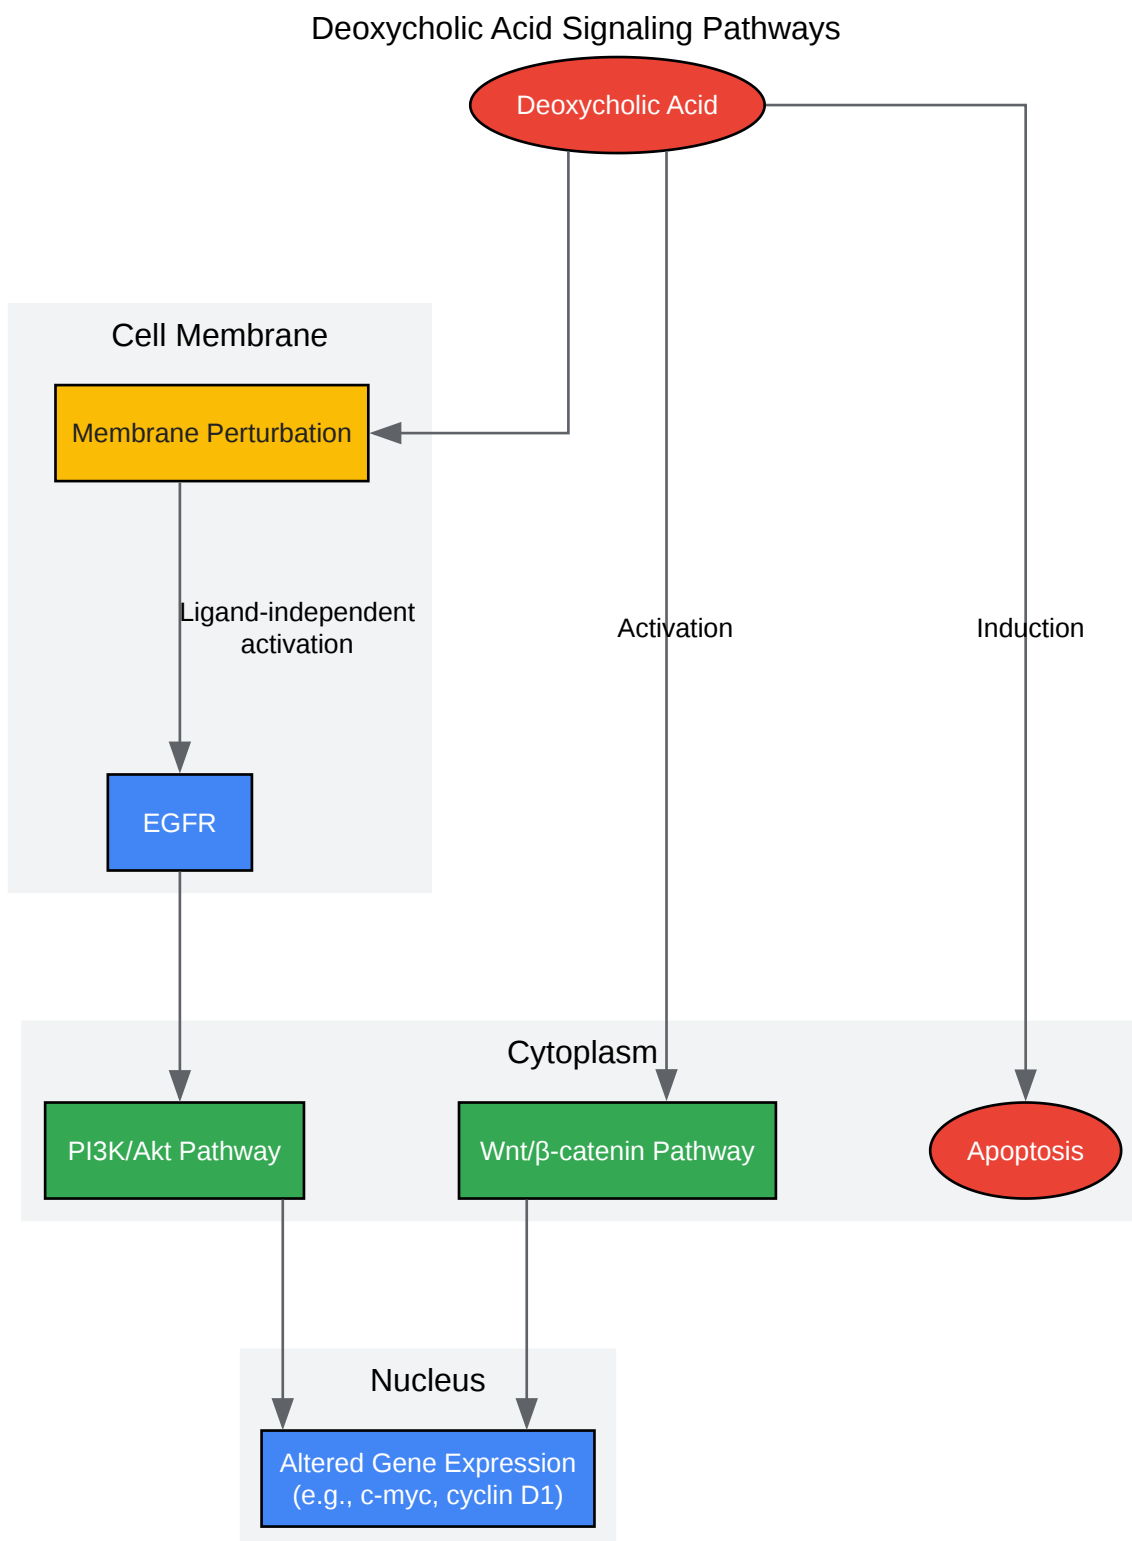 Deoxycholic Acid Signaling Pathways
Deoxycholic Acid
Cell Membrane
Membrane Perturbation
Ligand-independent
activation
Activation
Induction
EGFR
Cytoplasm
PI3K/Akt Pathway
Wnt/β-catenin Pathway
Apoptosis
Nucleus
Altered Gene Expression
(e.g., c-myc, cyclin D1)